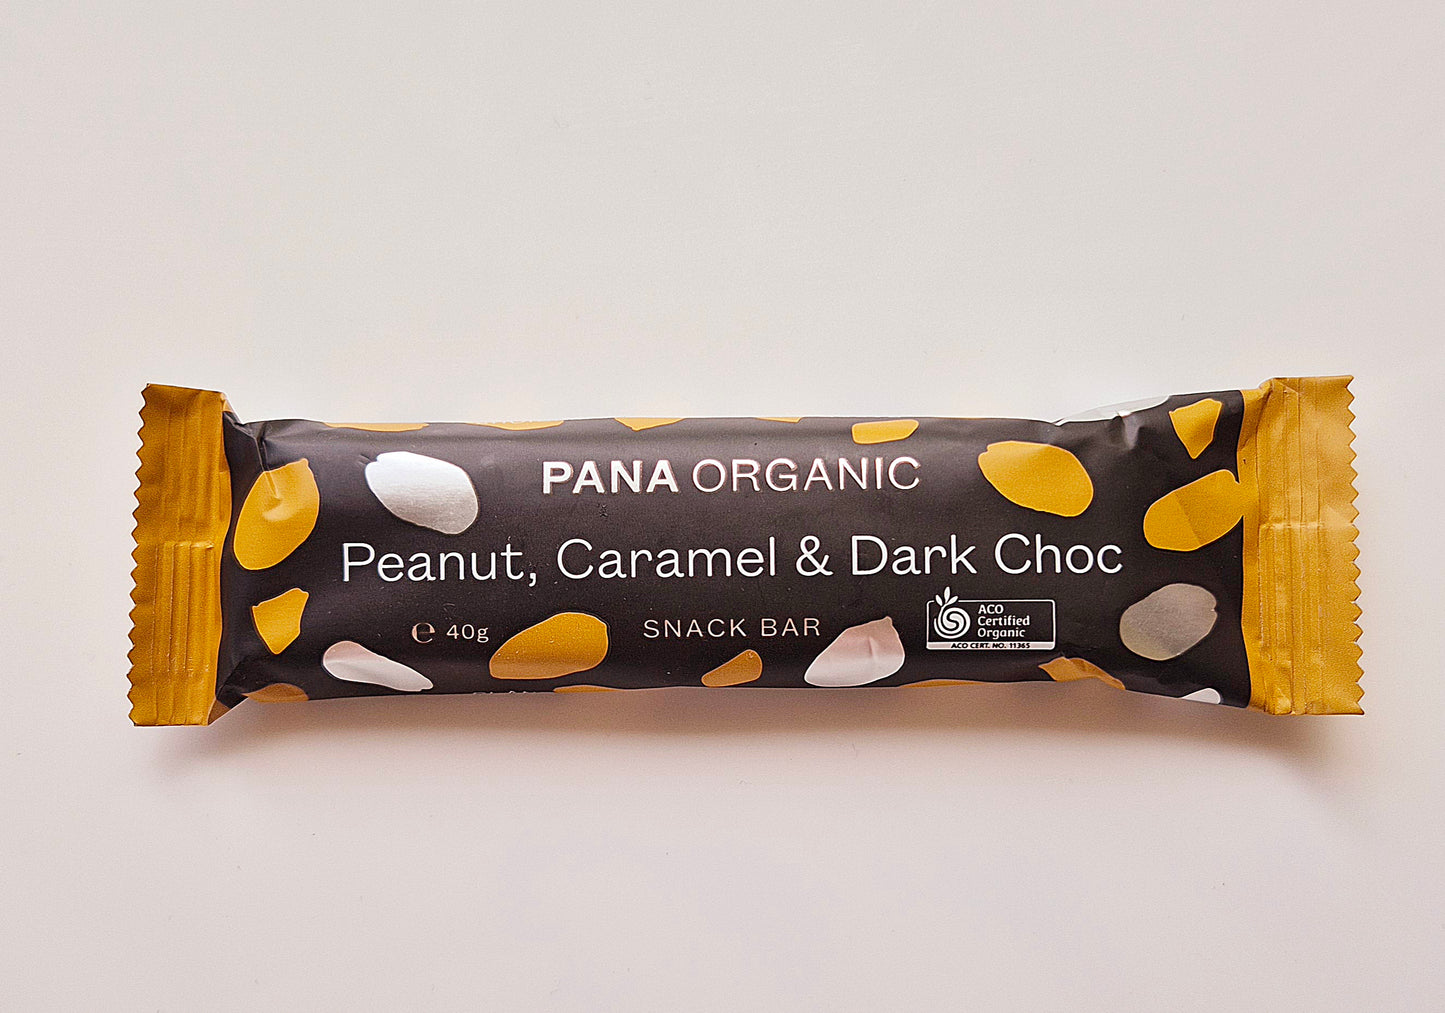 PANA ORGANIC
Peanut, Caramel & Dark Choc
℮ 40g
SNACK BAR
ACO
Certified
Organic
ACO CERT. NO. 11365